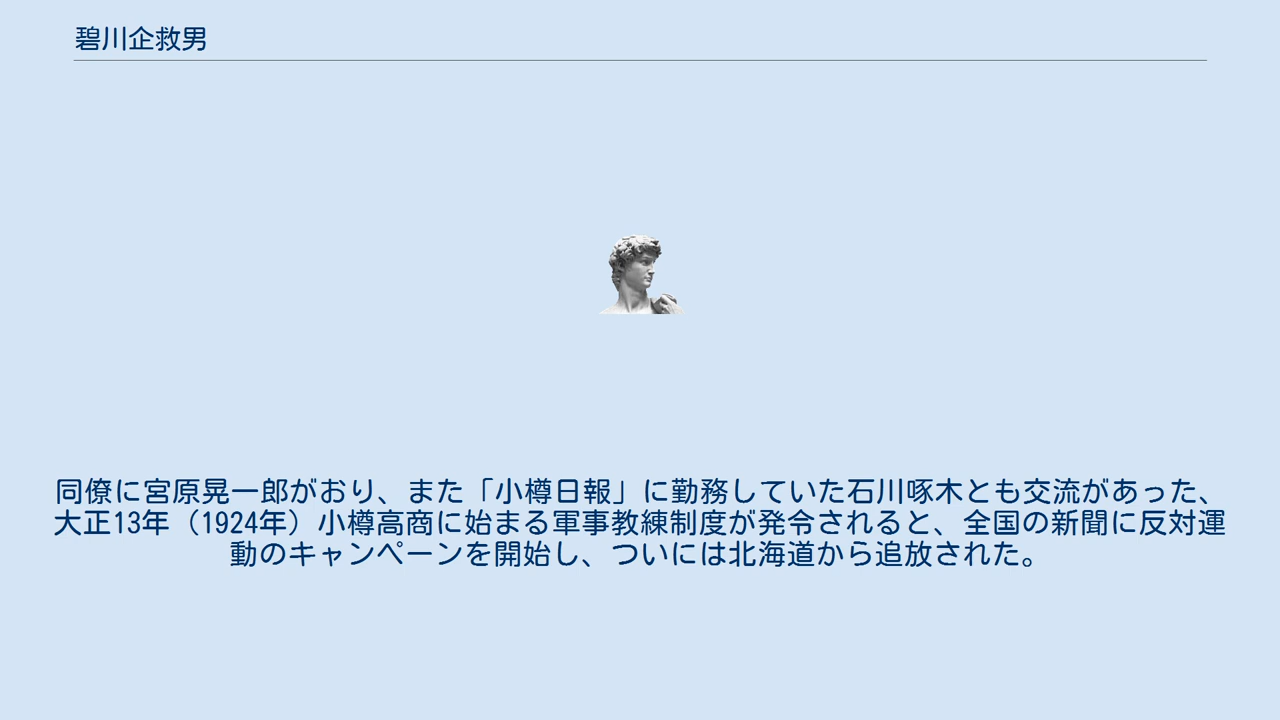 碧川企救男
同僚に宮原晃一郎がおり、また「小樽日報」に勤務していた石川啄木とも交流があった、
大正13年（1924年）小樽高商に始まる軍事教練制度が発令されると、全国の新聞に反対運
動のキャンペーンを開始し、ついには北海道から追放された。